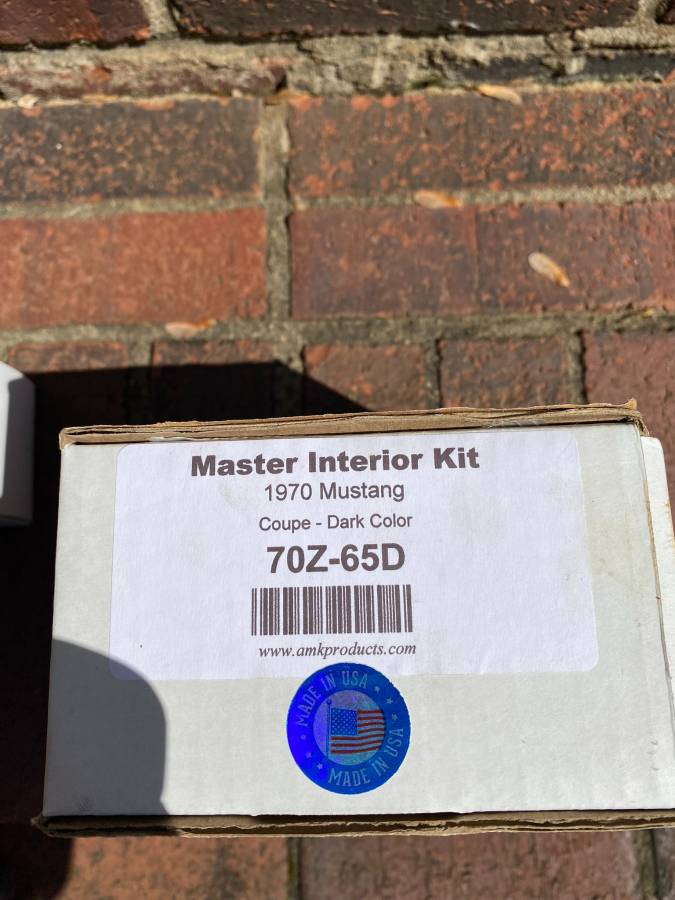 Master Interior Kit
1970 Mustang
Coupe - Dark Color
70Z-65D
www.amkproducts.com
MADE IN USA
MADE IN USA